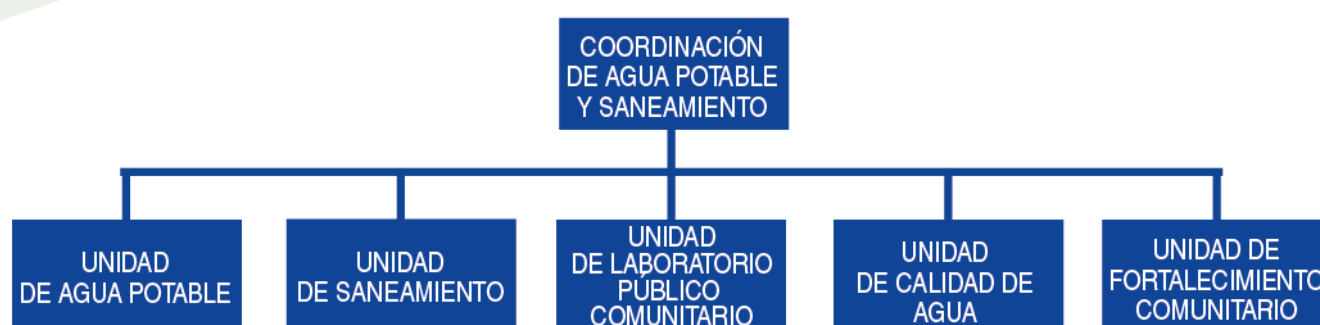 COORDINACIÓN
DE AGUA POTABLE
Y SANEAMIENTO
UNIDAD
DE AGUA POTABLE
UNIDAD
DE SANEAMIENTO
UNIDAD
DE LABORATORIO
PÚBLICO
COMUNITARIO
UNIDAD
DE CALIDAD DE
AGUA
UNIDAD DE
FORTALECIMIENTO
COMUNITARIO